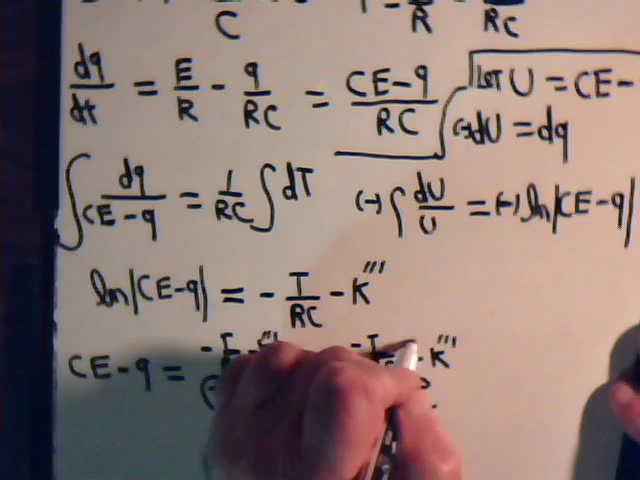 C R RC
dq/dt = E/R - q/RC = CE-q/RC
LET U = CE-
(-)dU = dq
∫ dq/CE-q = 1/RC ∫ dT (-) ∫ dU/U = (-) ln|CE-q|
ln|CE-q| = - T/RC - K'''
CE-q = K'''